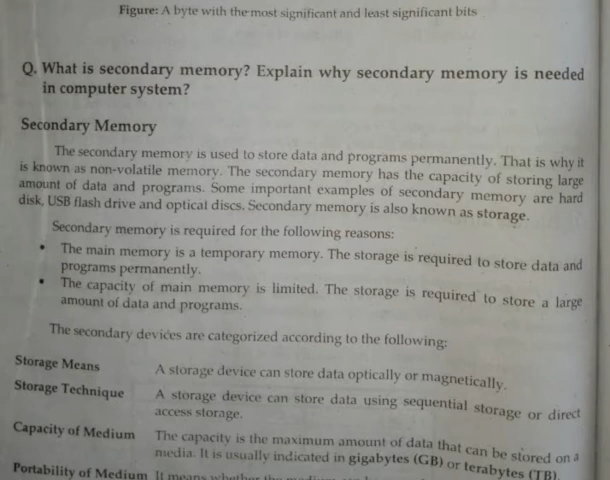 Figure: A byte with the most significant and least significant bits
Q. What is secondary memory? Explain why secondary memory is needed
in computer system?
Secondary Memory
The secondary memory is used to store data and programs permanently. That is why it
is known as non-volatile memory. The secondary memory has the capacity of storing large
amount of data and programs. Some important examples of secondary memory are hard
disk, USB flash drive and optical discs. Secondary memory is also known as storage.
Secondary memory is required for the following reasons:
• The main memory is a temporary memory. The storage is required to store data and
programs permanently.
• The capacity of main memory is limited. The storage is required to store a large
amount of data and programs.
The secondary devices are categorized according to the following:
Storage Means A storage device can store data optically or magnetically.
Storage Technique A storage device can store data using sequential storage or direct
access storage.
Capacity of Medium The capacity is the maximum amount of data that can be stored on a
media. It is usually indicated in gigabytes (GB) or terabytes (TB).
Portability of Medium It means whether the